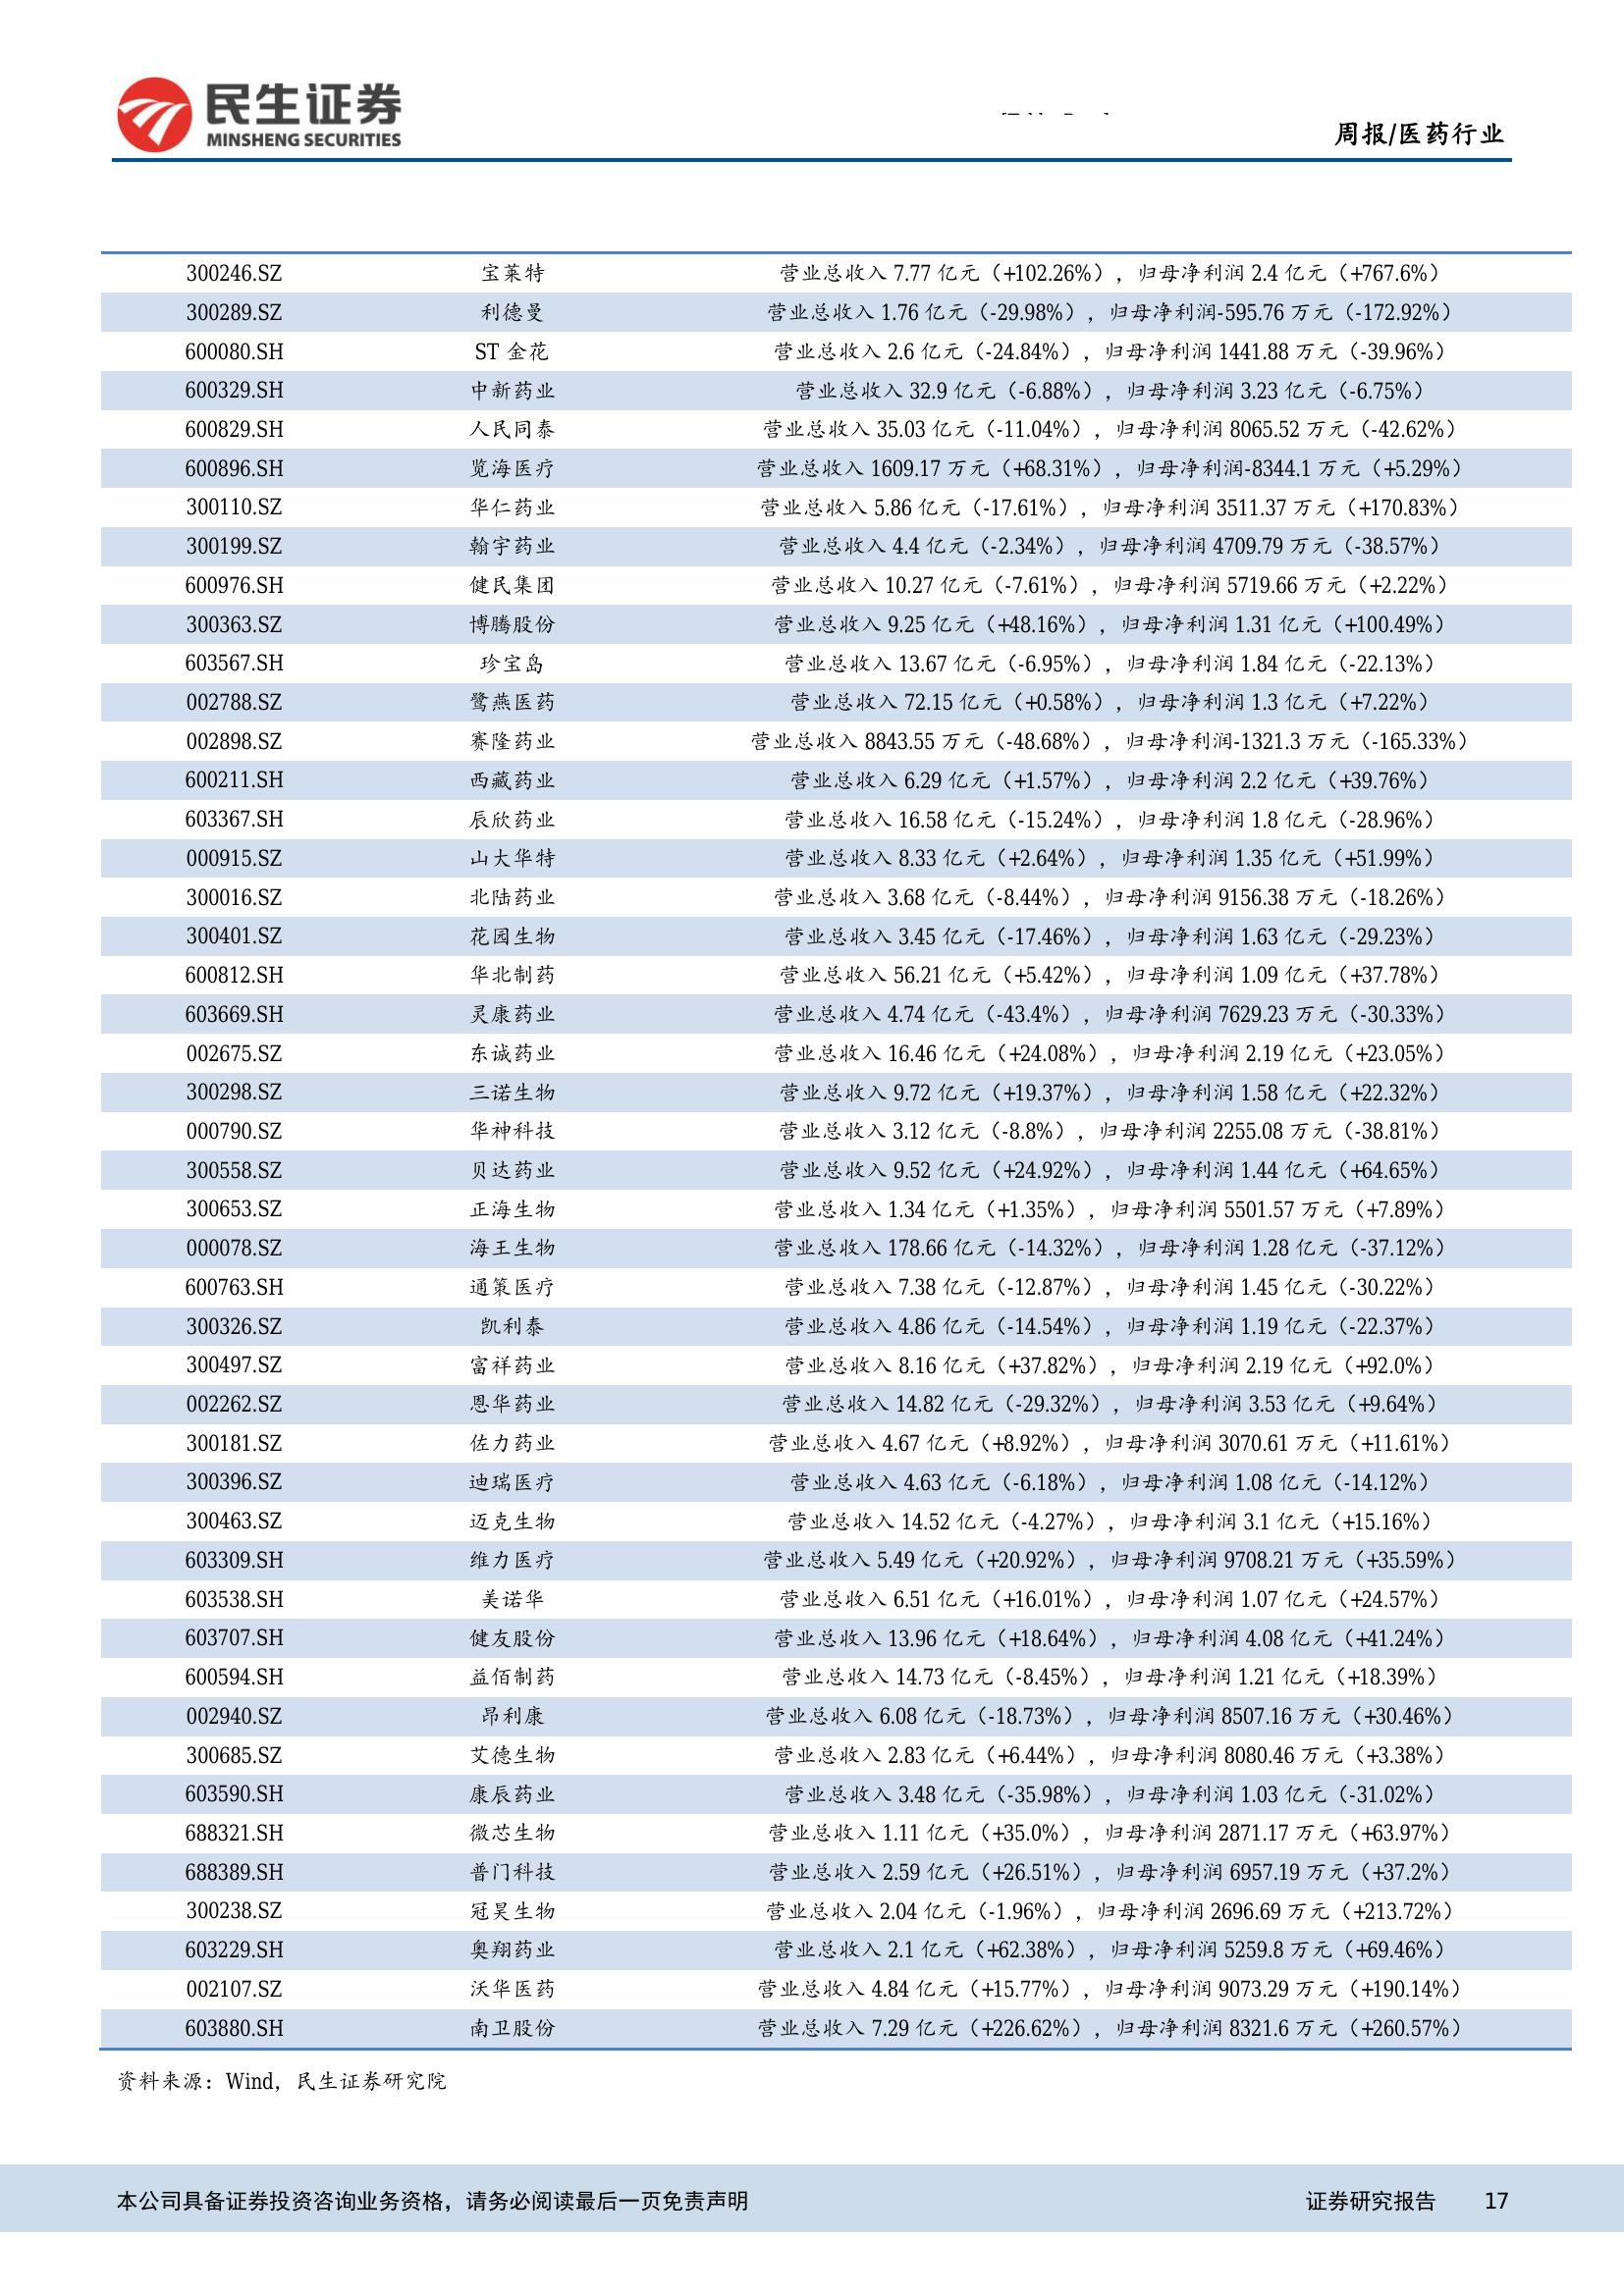 民生证券
MINSHENG SECURITIES
周报/医药行业
300246.SZ 宝莱特 营业总收入 7.77 亿元（+102.26%），归母净利润 2.4 亿元（+767.6%）
300289.SZ 利德曼 营业总收入 1.76 亿元（-29.98%），归母净利润-595.76 万元（-172.92%）
600080.SH ST 金花 营业总收入 2.6 亿元（-24.84%），归母净利润 1441.88 万元（-39.96%）
600329.SH 中新药业 营业总收入 32.9 亿元（-6.88%），归母净利润 3.23 亿元（-6.75%）
600829.SH 人民同泰 营业总收入 35.03 亿元（-11.04%），归母净利润 8065.52 万元（-42.62%）
600896.SH 览海医疗 营业总收入 1609.17 万元（+68.31%），归母净利润-8344.1 万元（+5.29%）
300110.SZ 华仁药业 营业总收入 5.86 亿元（-17.61%），归母净利润 3511.37 万元（+170.83%）
300199.SZ 翰宇药业 营业总收入 4.4 亿元（-2.34%），归母净利润 4709.79 万元（-38.57%）
600976.SH 健民集团 营业总收入 10.27 亿元（-7.61%），归母净利润 5719.66 万元（+2.22%）
300363.SZ 博腾股份 营业总收入 9.25 亿元（+48.16%），归母净利润 1.31 亿元（+100.49%）
603567.SH 珍宝岛 营业总收入 13.67 亿元（-6.95%），归母净利润 1.84 亿元（-22.13%）
002788.SZ 鹭燕医药 营业总收入 72.15 亿元（+0.58%），归母净利润 1.3 亿元（+7.22%）
002898.SZ 赛隆药业 营业总收入 8843.55 万元（-48.68%），归母净利润-1321.3 万元（-165.33%）
600211.SH 西藏药业 营业总收入 6.29 亿元（+1.57%），归母净利润 2.2 亿元（+39.76%）
603367.SH 辰欣药业 营业总收入 16.58 亿元（-15.24%），归母净利润 1.8 亿元（-28.96%）
000915.SZ 山大华特 营业总收入 8.33 亿元（+2.64%），归母净利润 1.35 亿元（+51.99%）
300016.SZ 北陆药业 营业总收入 3.68 亿元（-8.44%），归母净利润 9156.38 万元（-18.26%）
300401.SZ 花园生物 营业总收入 3.45 亿元（-17.46%），归母净利润 1.63 亿元（-29.23%）
600812.SH 华北制药 营业总收入 56.21 亿元（+5.42%），归母净利润 1.09 亿元（+37.78%）
603669.SH 灵康药业 营业总收入 4.74 亿元（-43.4%），归母净利润 7629.23 万元（-30.33%）
002675.SZ 东诚药业 营业总收入 16.46 亿元（+24.08%），归母净利润 2.19 亿元（+23.05%）
300298.SZ 三诺生物 营业总收入 9.72 亿元（+19.37%），归母净利润 1.58 亿元（+22.32%）
000790.SZ 华神科技 营业总收入 3.12 亿元（-8.8%），归母净利润 2255.08 万元（-38.81%）
300558.SZ 贝达药业 营业总收入 9.52 亿元（+24.92%），归母净利润 1.44 亿元（+64.65%）
300653.SZ 正海生物 营业总收入 1.34 亿元（+1.35%），归母净利润 5501.57 万元（+7.89%）
000078.SZ 海王生物 营业总收入 178.66 亿元（-14.32%），归母净利润 1.28 亿元（-37.12%）
600763.SH 通策医疗 营业总收入 7.38 亿元（-12.87%），归母净利润 1.45 亿元（-30.22%）
300326.SZ 凯利泰 营业总收入 4.86 亿元（-14.54%），归母净利润 1.19 亿元（-22.37%）
300497.SZ 富祥药业 营业总收入 8.16 亿元（+37.82%），归母净利润 2.19 亿元（+92.0%）
002262.SZ 恩华药业 营业总收入 14.82 亿元（-29.32%），归母净利润 3.53 亿元（+9.64%）
300181.SZ 佐力药业 营业总收入 4.67 亿元（+8.92%），归母净利润 3070.61 万元（+11.61%）
300396.SZ 迪瑞医疗 营业总收入 4.63 亿元（-6.18%），归母净利润 1.08 亿元（-14.12%）
300463.SZ 迈克生物 营业总收入 14.52 亿元（-4.27%），归母净利润 3.1 亿元（+15.16%）
603309.SH 维力医疗 营业总收入 5.49 亿元（+20.92%），归母净利润 9708.21 万元（+35.59%）
603538.SH 美诺华 营业总收入 6.51 亿元（+16.01%），归母净利润 1.07 亿元（+24.57%）
603707.SH 健友股份 营业总收入 13.96 亿元（+18.64%），归母净利润 4.08 亿元（+41.24%）
600594.SH 益佰制药 营业总收入 14.73 亿元（-8.45%），归母净利润 1.21 亿元（+18.39%）
002940.SZ 昂利康 营业总收入 6.08 亿元（-18.73%），归母净利润 8507.16 万元（+30.46%）
300685.SZ 艾德生物 营业总收入 2.83 亿元（+6.44%），归母净利润 8080.46 万元（+3.38%）
603590.SH 康辰药业 营业总收入 3.48 亿元（-35.98%），归母净利润 1.03 亿元（-31.02%）
688321.SH 微芯生物 营业总收入 1.11 亿元（+35.0%），归母净利润 2871.17 万元（+63.97%）
688389.SH 普门科技 营业总收入 2.59 亿元（+26.51%），归母净利润 6957.19 万元（+37.2%）
300238.SZ 冠昊生物 营业总收入 2.04 亿元（-1.96%），归母净利润 2696.69 万元（+213.72%）
603229.SH 奥翔药业 营业总收入 2.1 亿元（+62.38%），归母净利润 5259.8 万元（+69.46%）
002107.SZ 沃华医药 营业总收入 4.84 亿元（+15.77%），归母净利润 9073.29 万元（+190.14%）
603880.SH 南卫股份 营业总收入 7.29 亿元（+226.62%），归母净利润 8321.6 万元（+260.57%）
资料来源：Wind，民生证券研究院
本公司具备证券投资咨询业务资格，请务必阅读最后一页免责声明 证券研究报告 17